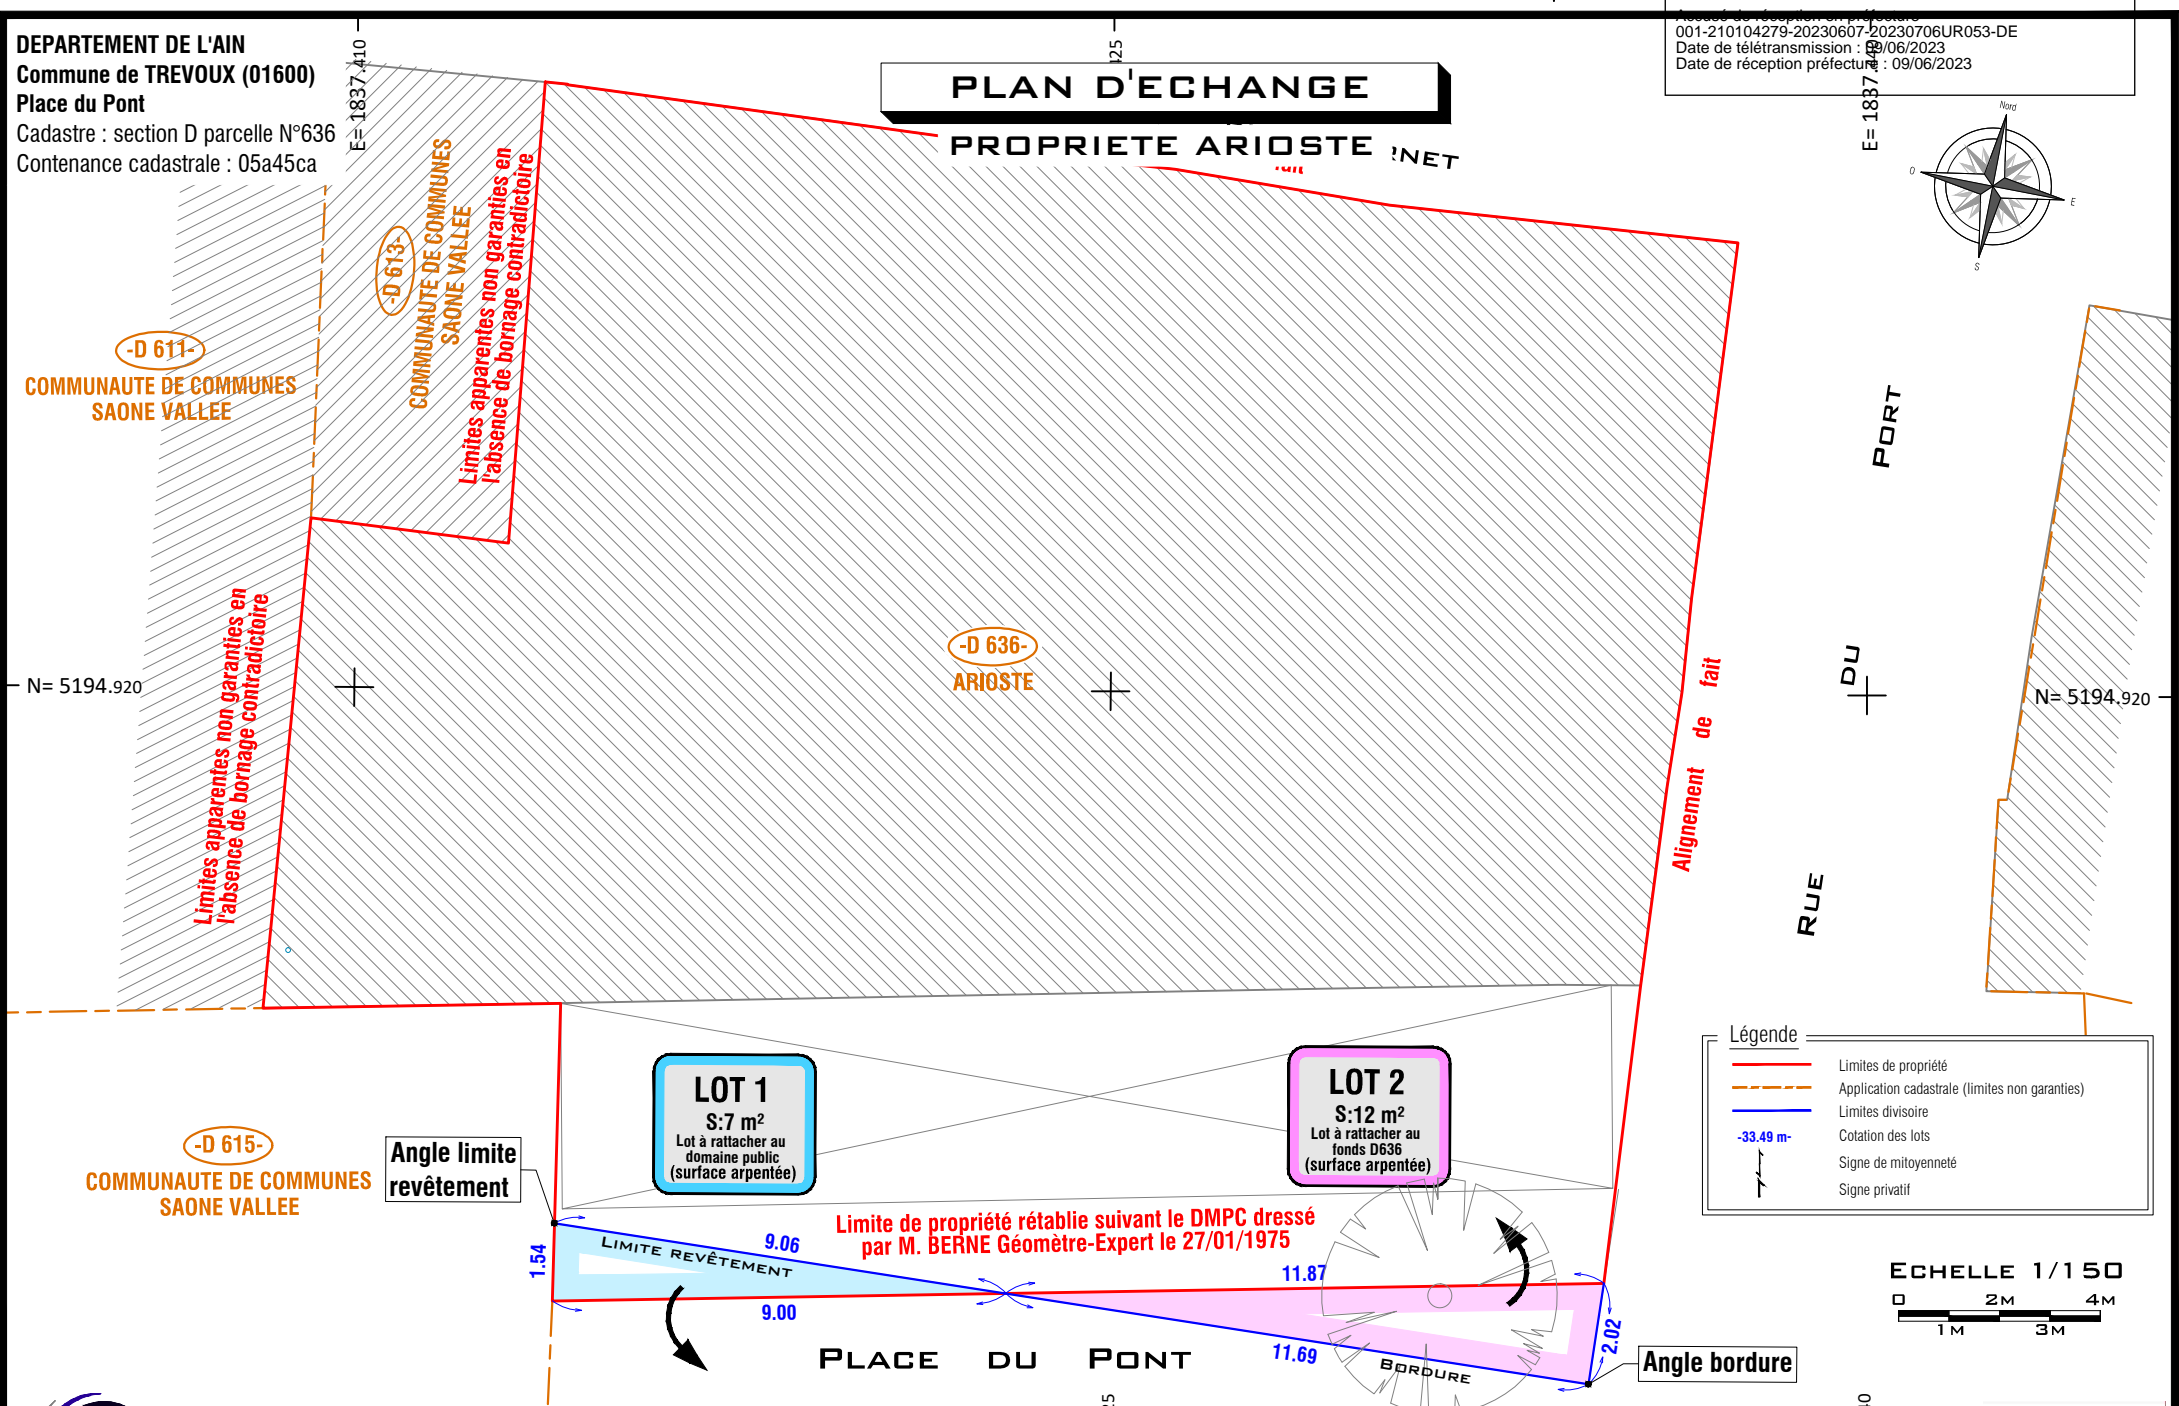 DEPARTEMENT DE L'AIN
Commune de TREVOUX (01600)
Place du Pont
Cadastre : section D parcelle N°636
Contenance cadastrale : 05a45ca
E= 1837.410
PLAN D'ECHANGE
PROPRIETE ARIOSTE
fait
001-210104279-20230607-20230706UR053-DE
Date de télétransmission : 09/06/2023
Date de réception préfecture : 09/06/2023
E= 1837.440
Nord
O
E
S
-D 613-
COMMUNAUTE DE COMMUNES
SAONE VALLEE
Limites apparentes non garanties en
l'absence de bornage contradictoire
-D 611-
COMMUNAUTE DE COMMUNES
SAONE VALLEE
Limites apparentes non garanties en
l'absence de bornage contradictoire
N= 5194.920
-D 636-
ARIOSTE
Alignement de fait
RUE DU PORT
N= 5194.920
LOT 1
S:7 m²
Lot à rattacher au
domaine public
(surface arpentée)
LOT 2
S:12 m²
Lot à rattacher au
fonds D636
(surface arpentée)
-D 615-
COMMUNAUTE DE COMMUNES
SAONE VALLEE
Angle limite
revêtement
Limite de propriété rétablie suivant le DMPC dressé
par M. BERNE Géomètre-Expert le 27/01/1975
1.54
9.06
LIMITE REVÊTEMENT
9.00
11.87
11.69
2.02
BORDURE
Angle bordure
PLACE DU PONT
Légende
Limites de propriété
Application cadastrale (limites non garanties)
Limites divisoire
-33.49 m- Cotation des lots
Signe de mitoyenneté
Signe privatif
ECHELLE 1/150
0 2M 4M
1M 3M